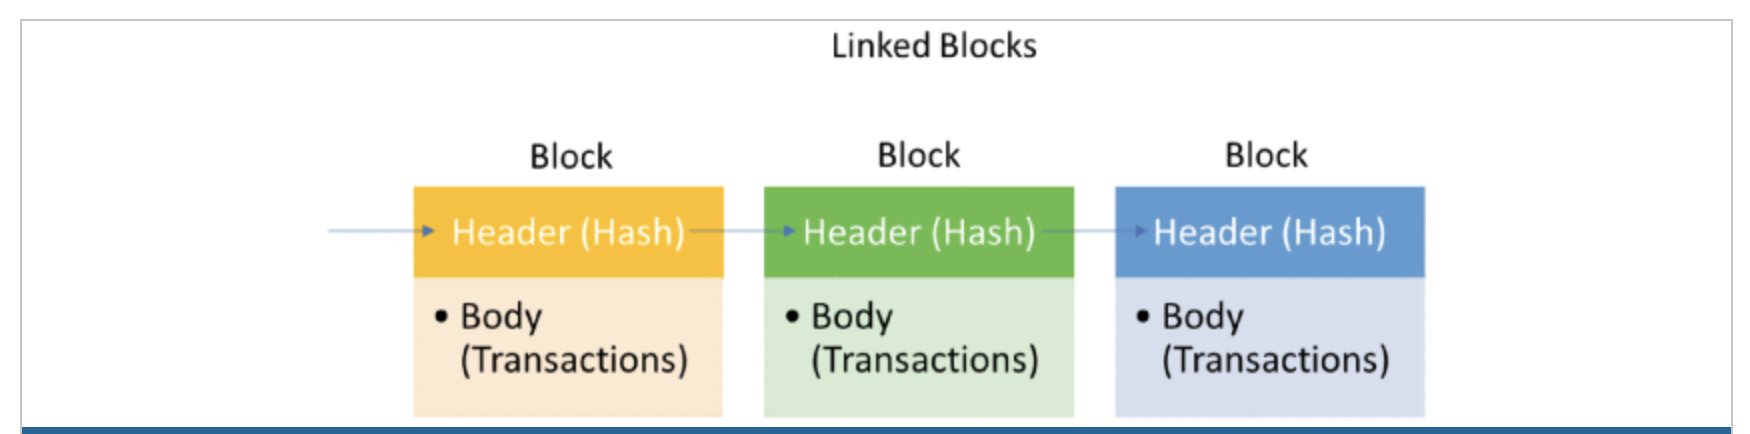 Linked Blocks
Block
Block
Block
Header (Hash)
Header (Hash)
Header (Hash)
• Body
(Transactions)
• Body
(Transactions)
• Body
(Transactions)